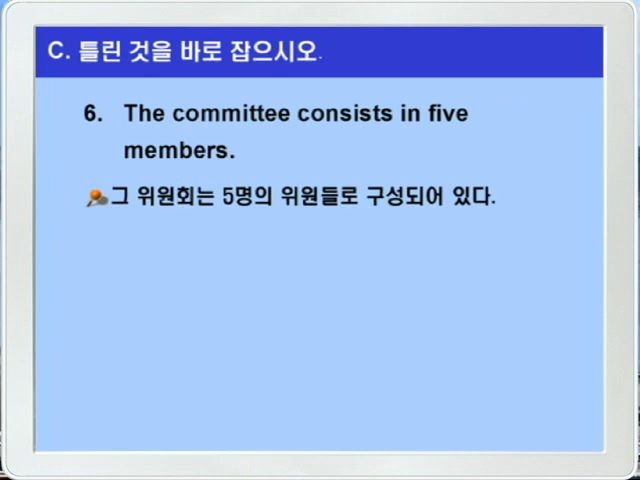 C. 틀린 것을 바로 잡으시오.
6. The committee consists in five
members.
그 위원회는 5명의 위원들로 구성되어 있다.